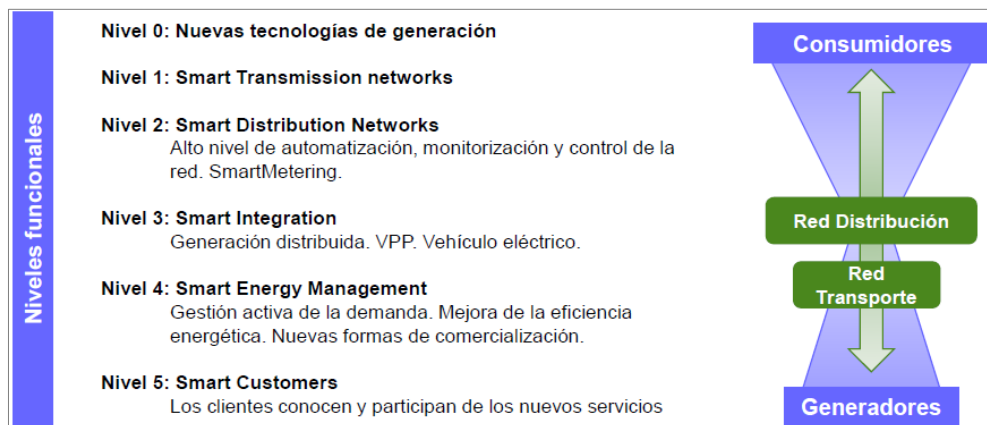 Niveles funcionales
Nivel 0: Nuevas tecnologías de generación
Nivel 1: Smart Transmission networks
Nivel 2: Smart Distribution Networks
Alto nivel de automatización, monitorización y control de la
red. SmartMetering.
Nivel 3: Smart Integration
Generación distribuida. VPP. Vehículo eléctrico.
Nivel 4: Smart Energy Management
Gestión activa de la demanda. Mejora de la eficiencia
energética. Nuevas formas de comercialización.
Nivel 5: Smart Customers
Los clientes conocen y participan de los nuevos servicios
Consumidores
Red Distribución
Red
Transporte
Generadores